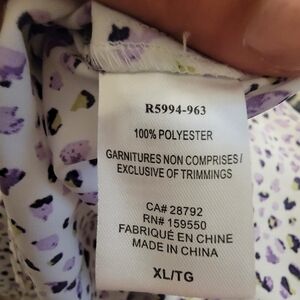 R5994-963
100% POLYESTER
GARNITURES NON COMPRISES/
EXCLUSIVE OF TRIMMINGS
CA# 28792
RN# 159550
FABRIQUÉ EN CHINE
MADE IN CHINA
XL/TG